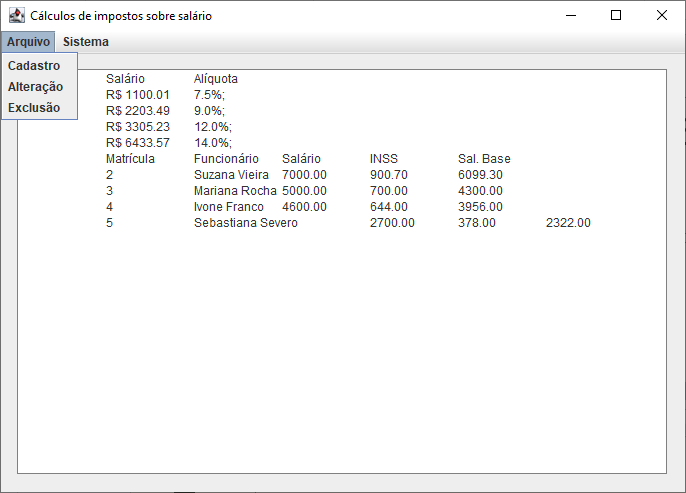 Cálculos de impostos sobre salário
Arquivo Sistema
Cadastro
Alteração
Exclusão
Salário Alíquota
R$ 1100.01 7.5%;
R$ 2203.49 9.0%;
R$ 3305.23 12.0%;
R$ 6433.57 14.0%;
Matrícula Funcionário Salário INSS Sal. Base
2 Suzana Vieira 7000.00 900.70 6099.30
3 Mariana Rocha 5000.00 700.00 4300.00
4 Ivone Franco 4600.00 644.00 3956.00
5 Sebastiana Severo 2700.00 378.00 2322.00